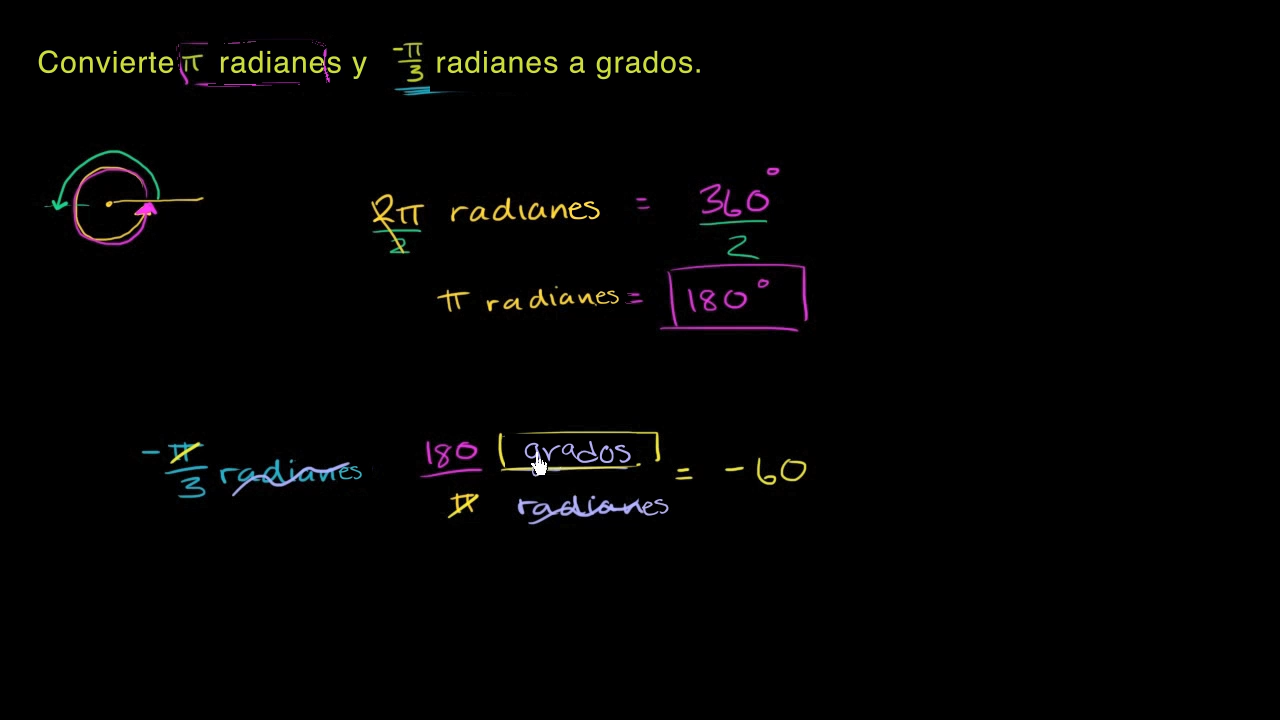 Convierte π radianes y -π/3 radianes a grados.
2π/2 radianes = 360°/2
π radianes = 180°
-π/3 radianes 180/π grados/radianes = -60